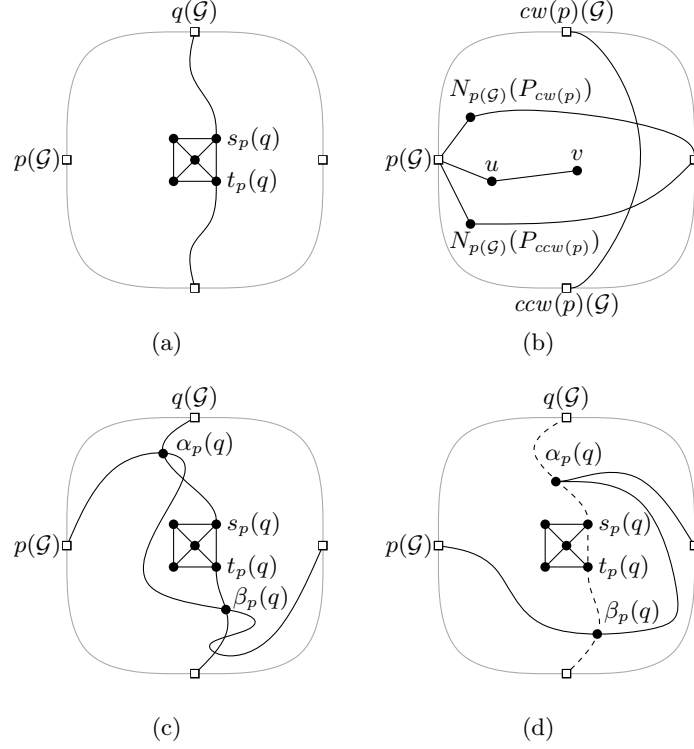 q(𝒢) cw(p)(𝒢)
N_{p(𝒢)}(P_{cw(p)})
s_p(q)
p(𝒢) p(𝒢) u v
t_p(q)
N_{p(𝒢)}(P_{ccw(p)})
ccw(p)(𝒢)
(a) (b)
q(𝒢) q(𝒢)
α_p(q) α_p(q)
s_p(q) s_p(q)
p(𝒢) p(𝒢)
t_p(q) t_p(q)
β_p(q) β_p(q)
(c) (d)